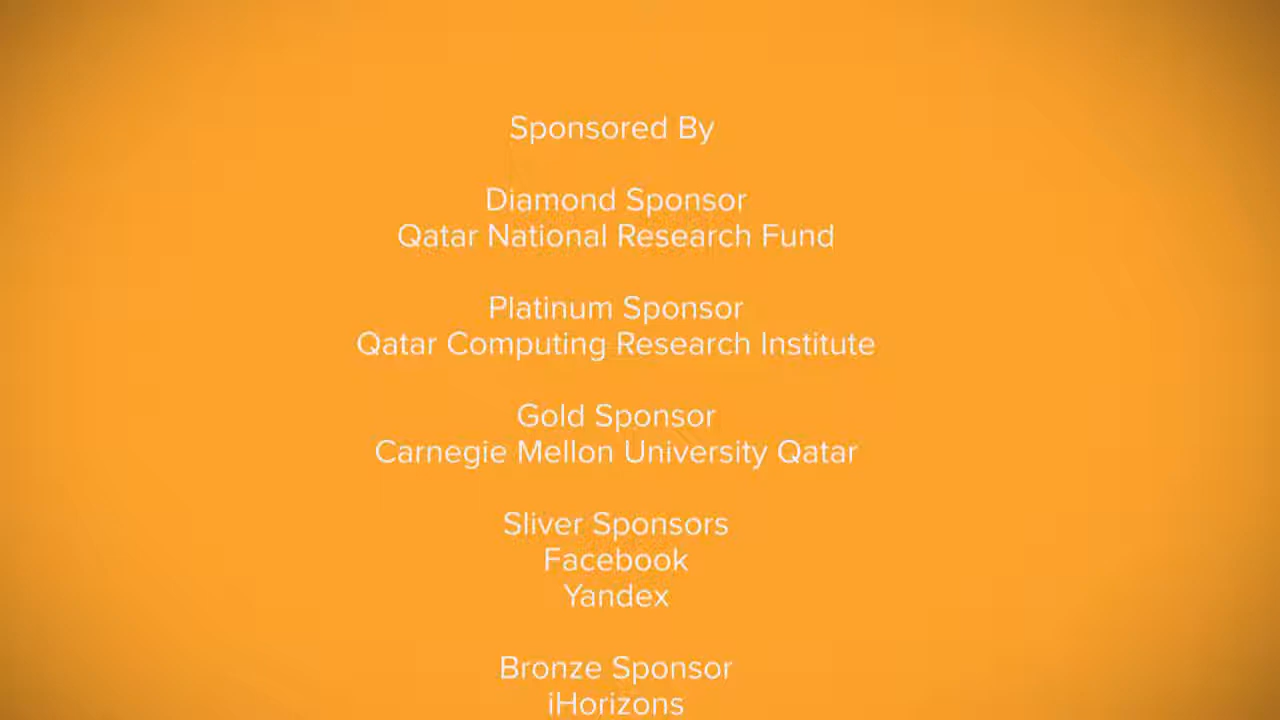 Sponsored By
Diamond Sponsor
Qatar National Research Fund
Platinum Sponsor
Qatar Computing Research Institute
Gold Sponsor
Carnegie Mellon University Qatar
Sliver Sponsors
Facebook
Yandex
Bronze Sponsor
iHorizons